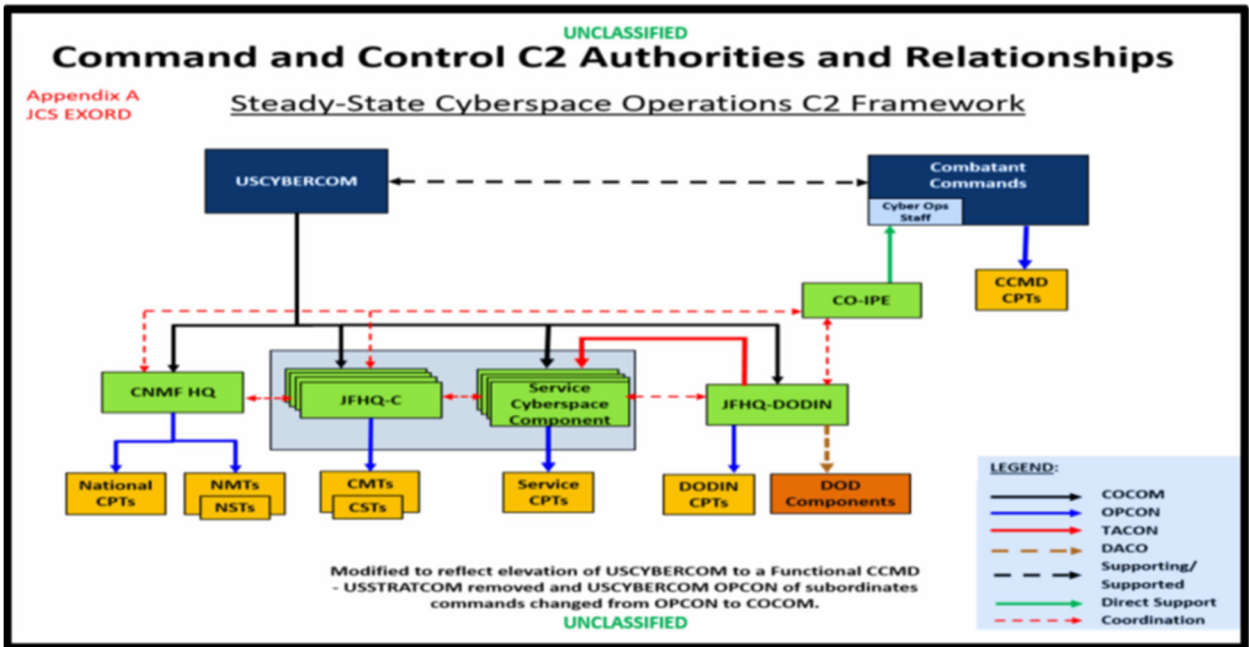 UNCLASSIFIED
Command and Control C2 Authorities and Relationships
Appendix A
JCS EXORD
Steady-State Cyberspace Operations C2 Framework
USCYBERCOM
Combatant
Commands
Cyber Ops
Staff
CCMD
CPTs
CO-IPE
CNMF HQ
JFHQ-C
Service
Cyberspace
Component
JFHQ-DODIN
National
CPTs
NMTs
NSTs
CMTs
CSTs
Service
CPTs
DODIN
CPTs
DOD
Components
LEGEND:
COCOM
OPCON
TACON
DACO
Supporting/
Supported
Direct Support
Coordination
Modified to reflect elevation of USCYBERCOM to a Functional CCMD
- USSTRATCOM removed and USCYBERCOM OPCON of subordinates
commands changed from OPCON to COCOM.
UNCLASSIFIED